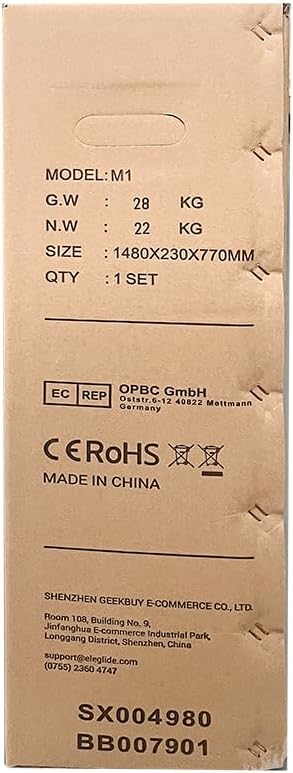 MODEL: M1
G.W : 28 KG
N.W : 22 KG
SIZE : 1480X230X770MM
QTY : 1 SET
EC REP OPBC GmbH
Oststr.6-12 40822 Mettmann
Germany
CE RoHS
MADE IN CHINA
SHENZHEN GEEKBUY E-COMMERCE CO., LTD.
Room 108, Building No. 9,
Jinfanghua E-commerce Industrial Park,
Longgang District, Shenzhen, China
support@eleglide.com
(0755) 2360 4747
SX004980
BB007901